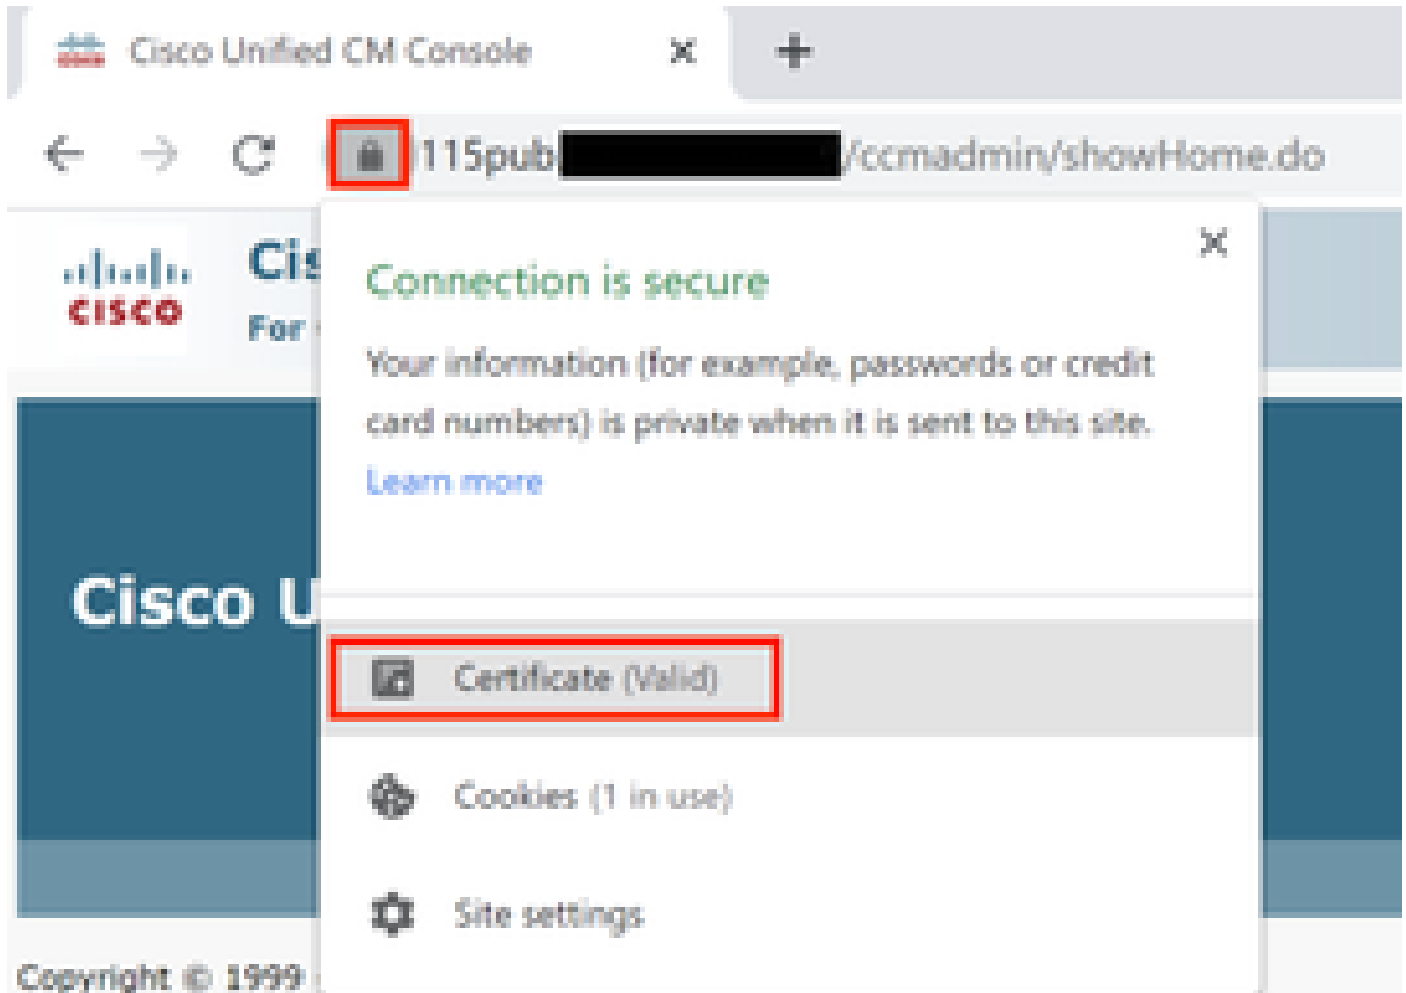 Cisco Unified CM Console
115pub /ccmadmin/showHome.do
CISCO
Cis
For
Connection is secure
Your information (for example, passwords or credit
card numbers) is private when it is sent to this site.
Learn more
Cisco U
Certificate (Valid)
Cookies (1 in use)
Site settings
Copyright © 1999